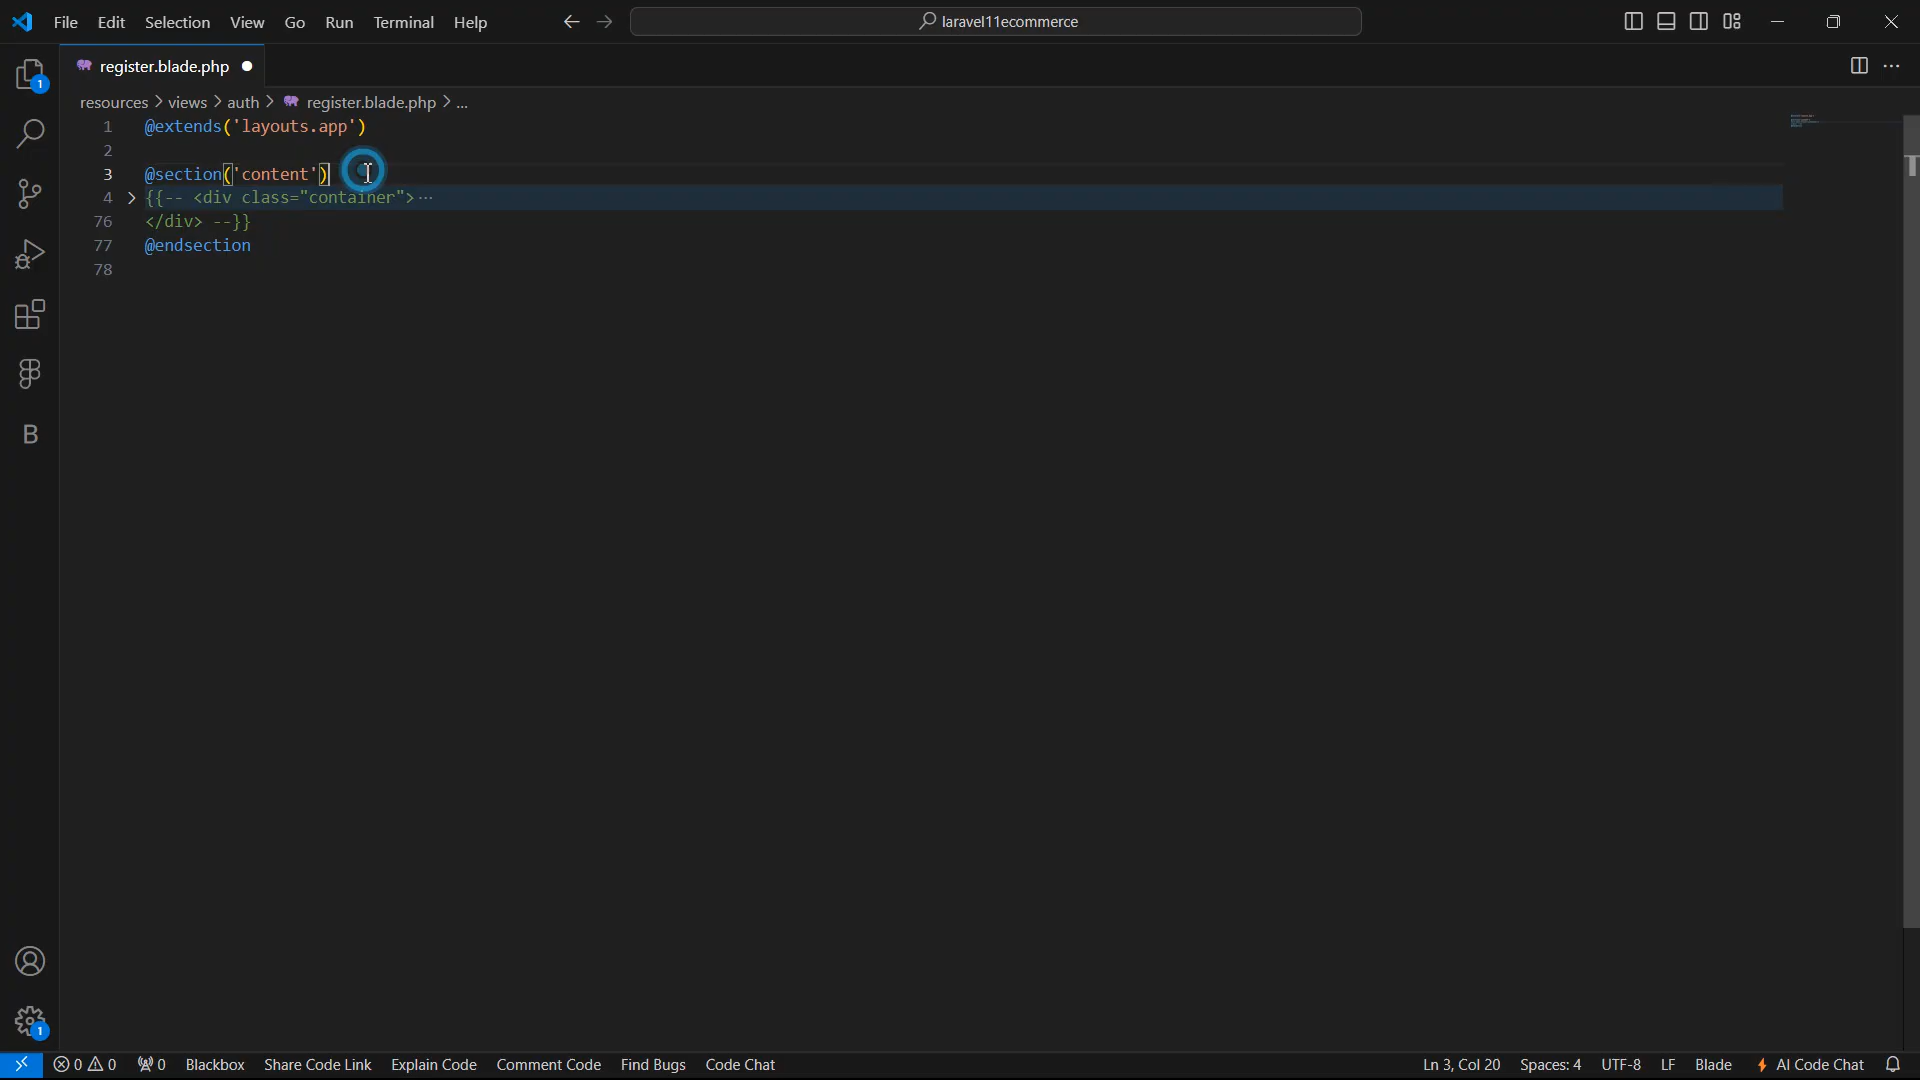 File Edit Selection View Go Run Terminal Help laravel11ecommerce
register.blade.php
1
resources > views > auth > register.blade.php > ...
1 @extends('layouts.app')
2
3 @section('content')
4 {{-- <div class="container">···
76 </div> --}}
77 @endsection
78
B
1
0 0 0 Blackbox Share Code Link Explain Code Comment Code Find Bugs Code Chat Ln 3, Col 20 Spaces: 4 UTF-8 LF Blade AI Code Chat